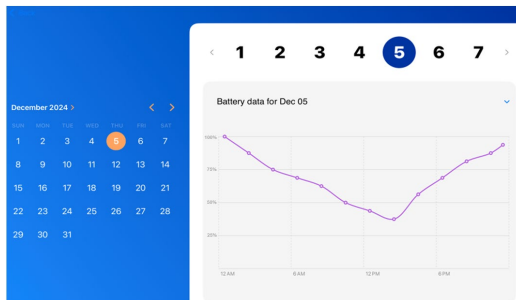 1 2 3 4 5 6 7
December 2024
SUN MON TUE WED THU FRI SAT
1 2 3 4 5 6 7
8 9 10 11 12 13 14
15 16 17 18 19 20 21
22 23 24 25 26 27 28
29 30 31
Battery data for Dec 05
100%
75%
50%
25%
12 AM 6 AM 12 PM 6 PM